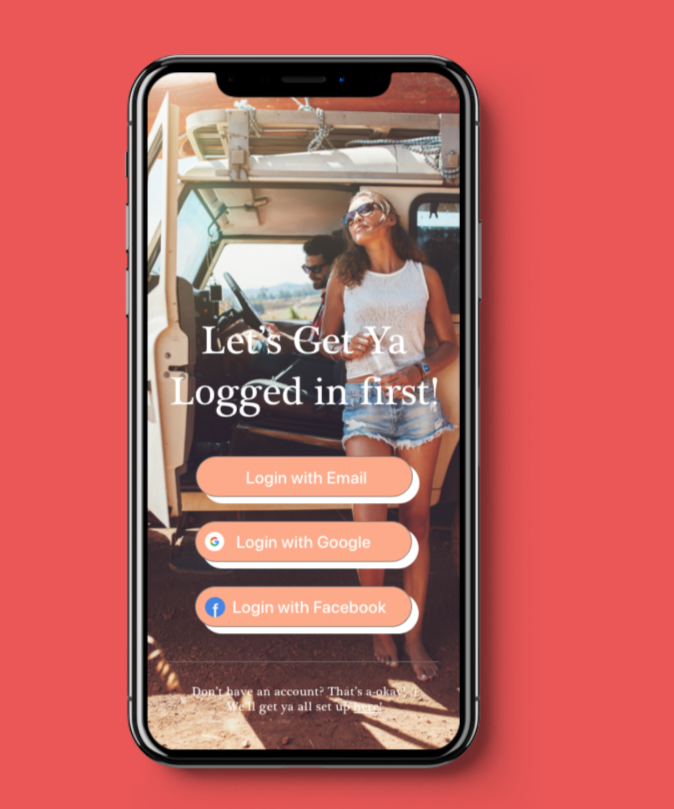 Let's Get Ya
Logged in first!
Login with Email
G Login with Google
f Login with Facebook
Don't have an account? That's a-okay!
We'll get ya all set up here!